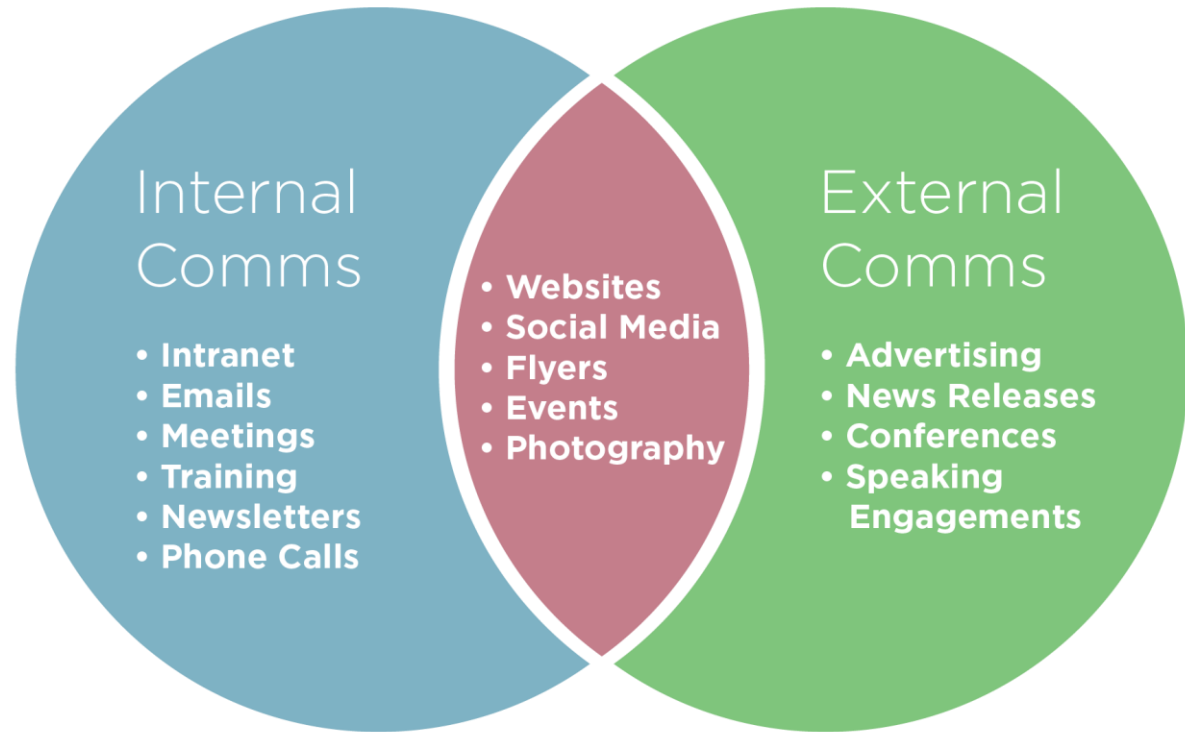 Internal
Comms
• Intranet
• Emails
• Meetings
• Training
• Newsletters
• Phone Calls
• Websites
• Social Media
• Flyers
• Events
• Photography
External
Comms
• Advertising
• News Releases
• Conferences
• Speaking
Engagements